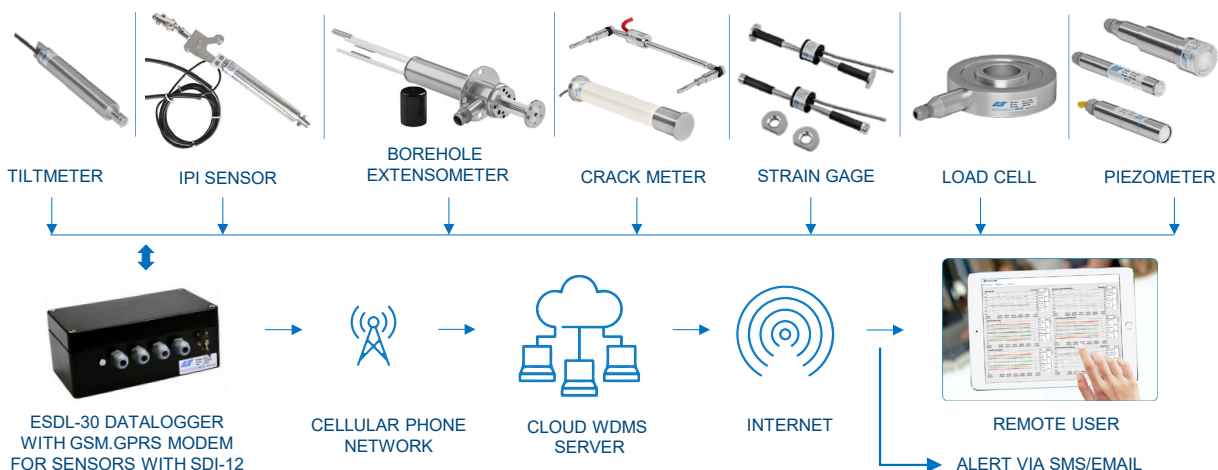 TILTMETER
IPI SENSOR
BOREHOLE
EXTENSOMETER
CRACK METER
STRAIN GAGE
LOAD CELL
PIEZOMETER
ESDL-30 DATALOGGER
WITH GSM.GPRS MODEM
FOR SENSORS WITH SDI-12
CELLULAR PHONE
NETWORK
CLOUD WDMS
SERVER
INTERNET
REMOTE USER
ALERT VIA SMS/EMAIL